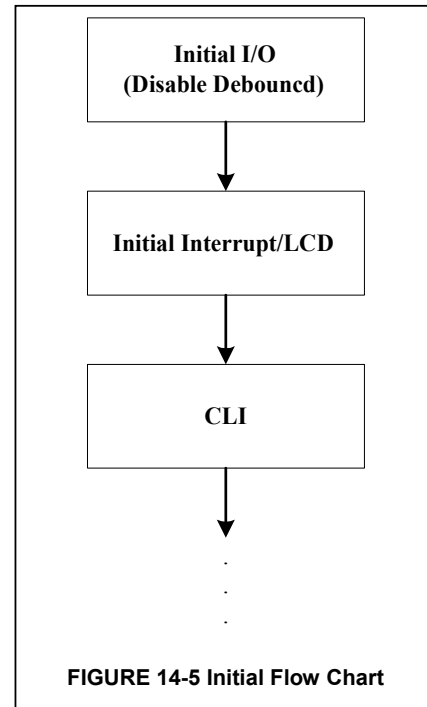 Initial I/O
(Disable Debouncd)
Initial Interrupt/LCD
CLI
.
.
.
FIGURE 14-5 Initial Flow Chart